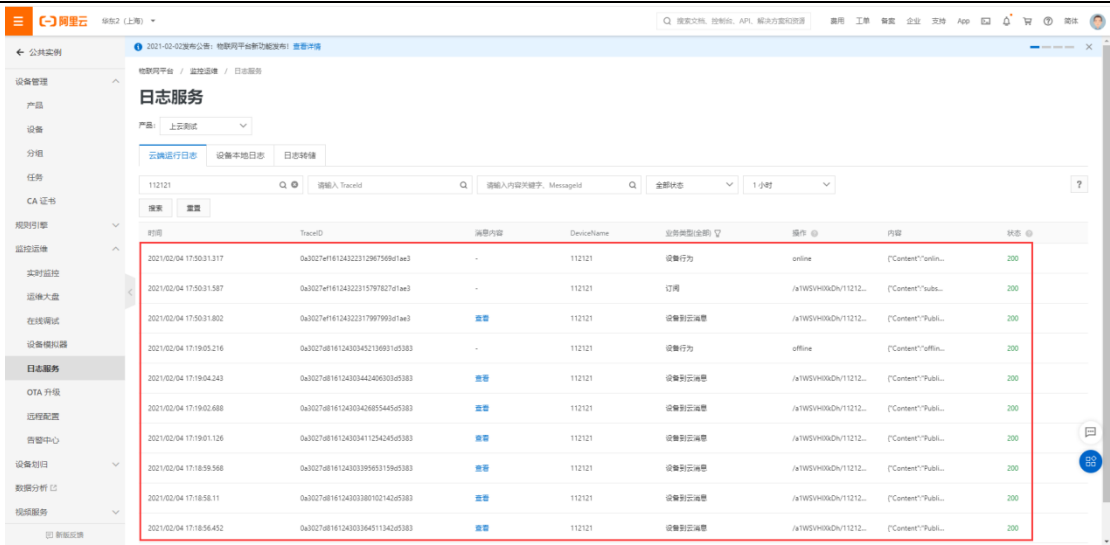 阿里云 华东2 (上海) 搜索文档、控制台、API、解决方案和资源 费用 工单 备案 企业 支持 App 简体
公共实例
2021-02-02发布公告：物联网平台新功能发布！查看详情
物联网平台 / 监控运维 / 日志服务
日志服务
产品： 上云测试
云端运行日志 设备本地日志 日志转储
112121 请输入 TraceId 请输入内容关键字、MessageId 全部状态 1 小时 ?
搜索 重置
设备管理
产品
设备
分组
任务
CA 证书
规则引擎
监控运维
实时监控
运维大盘
在线调试
设备模拟器
日志服务
OTA 升级
远程配置
告警中心
设备划归
数据分析
视频服务
新版反馈
时间 TraceID 消息内容 DeviceName 业务类型(全部) 操作 内容 状态
2021/02/04 17:50:31.317 0a3027ef16124322312967569d1ae3 - 112121 设备行为 online {"Content":"onlin... 200
2021/02/04 17:50:31.587 0a3027ef16124322315797827d1ae3 - 112121 订阅 /a1WSVHIXkDh/11212... {"Content":"subs... 200
2021/02/04 17:50:31.802 0a3027ef16124322317997993d1ae3 查看 112121 设备到云消息 /a1WSVHIXkDh/11212... {"Content":"Publi... 200
2021/02/04 17:19:05.216 0a3027d816124303452136931d5383 - 112121 设备行为 offline {"Content":"offlin... 200
2021/02/04 17:19:04.243 0a3027d816124303442406303d5383 查看 112121 设备到云消息 /a1WSVHIXkDh/11212... {"Content":"Publi... 200
2021/02/04 17:19:02.688 0a3027d816124303426855445d5383 查看 112121 设备到云消息 /a1WSVHIXkDh/11212... {"Content":"Publi... 200
2021/02/04 17:19:01.126 0a3027d816124303411254245d5383 查看 112121 设备到云消息 /a1WSVHIXkDh/11212... {"Content":"Publi... 200
2021/02/04 17:18:59.568 0a3027d816124303395653159d5383 查看 112121 设备到云消息 /a1WSVHIXkDh/11212... {"Content":"Publi... 200
2021/02/04 17:18:58.11 0a3027d816124303380102142d5383 查看 112121 设备到云消息 /a1WSVHIXkDh/11212... {"Content":"Publi... 200
2021/02/04 17:18:56.452 0a3027d816124303364511342d5383 查看 112121 设备到云消息 /a1WSVHIXkDh/11212... {"Content":"Publi... 200